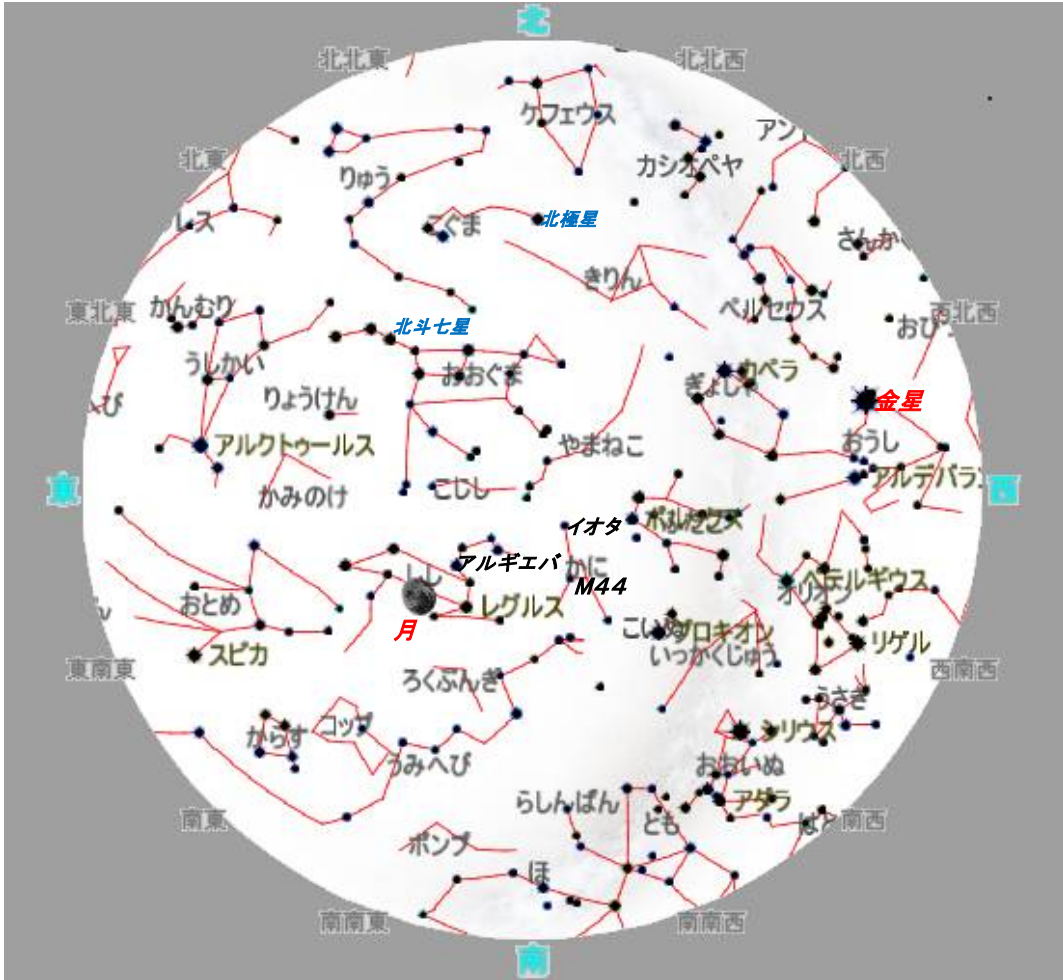 北
北北東
北北西
ケフェウス
アン
北東
カシオペヤ
北西
りゅう
レス
こぐま
北極星
さんか
きりん
東北東
かんむり
ペルセウス
西北西
北斗七星
おひ
うしかい
おおぐま
カペラ
ぎょしゃ
りょうけん
金星
び
アルクトゥールス
やまねこ
おうし
東
かみのけ
こじし
アルデバラン
西
イオタ
ポルックス
アルギエバ
かに
しし
M44
ベテルギウス
おとめ
レグルス
オリオン
月
こいぬ
プロキオン
スピカ
いっかくじゅう
リゲル
東南東
ろくぶんぎ
西南西
うさぎ
コップ
からす
シリウス
うみへび
おおいぬ
らしんばん
アダラ
南東
とも
はと
南西
ポンプ
ほ
南南東
南南西
南